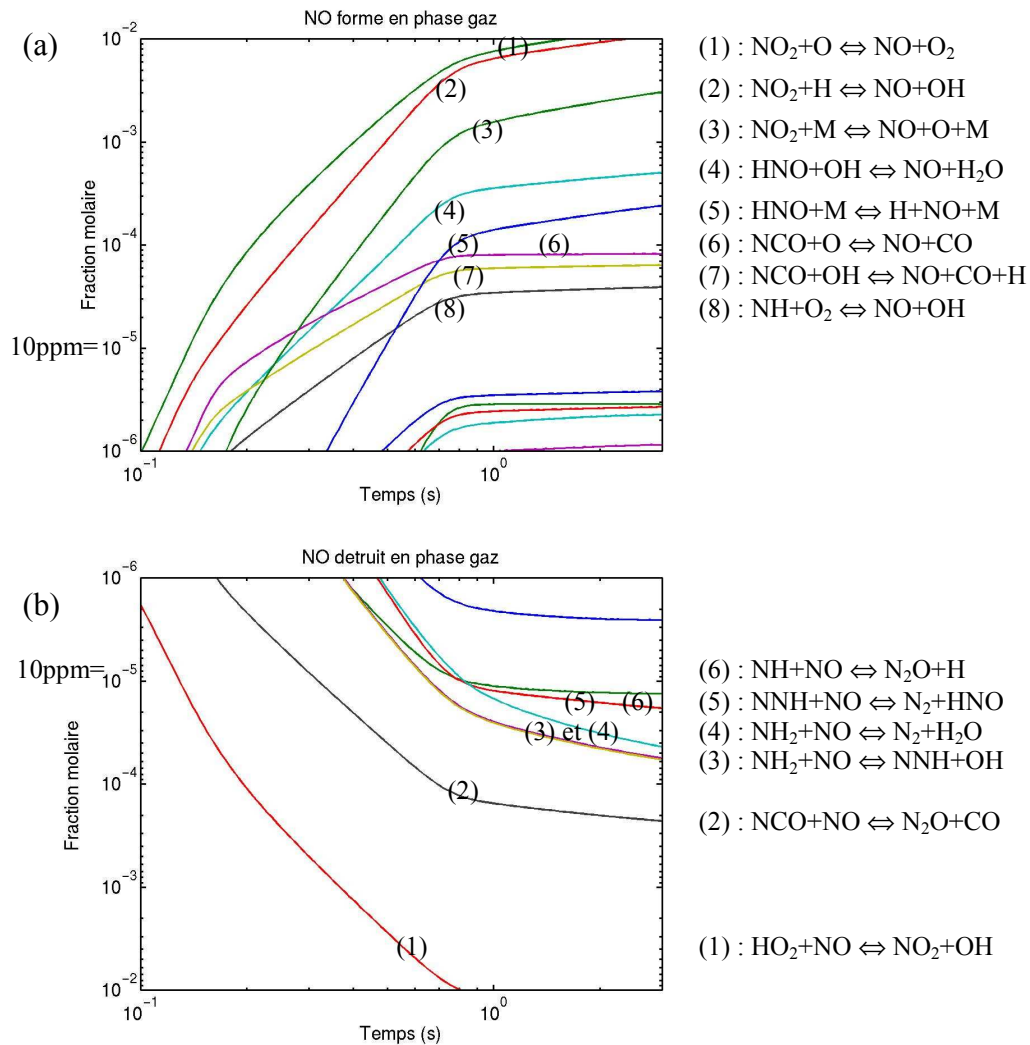 NO forme en phase gaz
(a)
10⁻²
10⁻³
10⁻⁴
10⁻⁵
10⁻⁶
10ppm=
Fraction molaire
(1)
(2)
(3)
(4)
(5)
(6)
(7)
(8)
10⁻¹
10⁰
Temps (s)
(1) : NO₂+O ⇔ NO+O₂
(2) : NO₂+H ⇔ NO+OH
(3) : NO₂+M ⇔ NO+O+M
(4) : HNO+OH ⇔ NO+H₂O
(5) : HNO+M ⇔ H+NO+M
(6) : NCO+O ⇔ NO+CO
(7) : NCO+OH ⇔ NO+CO+H
(8) : NH+O₂ ⇔ NO+OH
NO detruit en phase gaz
(b)
10⁻⁶
10⁻⁵
10⁻⁴
10⁻³
10⁻²
10ppm=
Fraction molaire
(5)
(6)
(3) et (4)
(2)
(1)
10⁻¹
10⁰
Temps (s)
(6) : NH+NO ⇔ N₂O+H
(5) : NNH+NO ⇔ N₂+HNO
(4) : NH₂+NO ⇔ N₂+H₂O
(3) : NH₂+NO ⇔ NNH+OH
(2) : NCO+NO ⇔ N₂O+CO
(1) : HO₂+NO ⇔ NO₂+OH